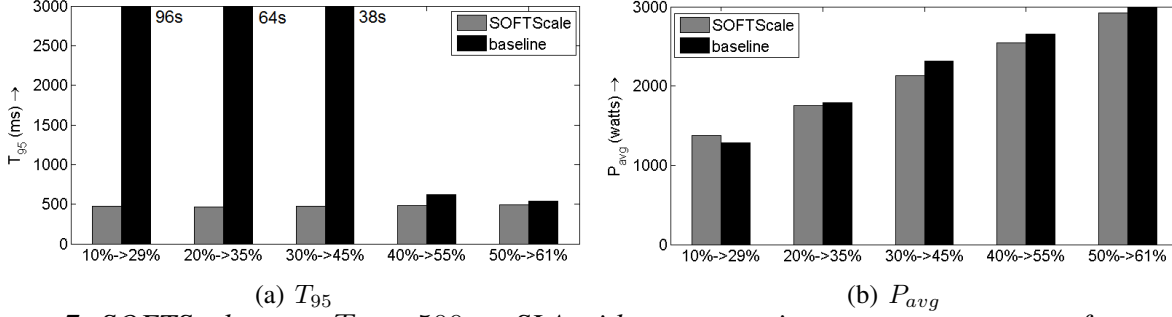 3000
2500
2000
1500
1000
500
0
T95 (ms) →
96s
64s
38s
SOFTScale
baseline
10%->29%
20%->35%
30%->45%
40%->55%
50%->61%
(a) T95
3000
2000
1000
0
Pavg (watts) →
SOFTScale
baseline
10%->29%
20%->35%
30%->45%
40%->55%
50%->61%
(b) Pavg